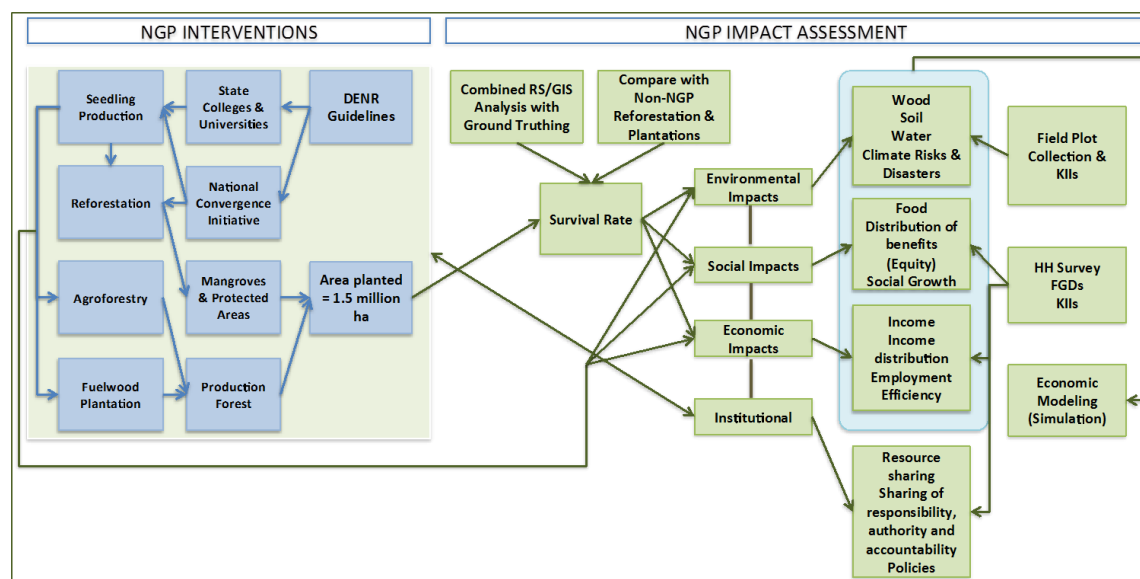 NGP INTERVENTIONS
NGP IMPACT ASSESSMENT
Seedling
Production
State
Colleges &
Universities
DENR
Guidelines
Reforestation
National
Convergence
Initiative
Agroforestry
Mangroves
& Protected
Areas
Area planted
= 1.5 million
ha
Fuelwood
Plantation
Production
Forest
Combined RS/GIS
Analysis with
Ground Truthing
Compare with
Non-NGP
Reforestation &
Plantations
Survival Rate
Environmental
Impacts
Social Impacts
Economic
Impacts
Institutional
Wood
Soil
Water
Climate Risks &
Disasters
Food
Distribution of
benefits
(Equity)
Social Growth
Income
Income
distribution
Employment
Efficiency
Resource
sharing
Sharing of
responsibility,
authority and
accountability
Policies
Field Plot
Collection &
KIIs
HH Survey
FGDs
KIIs
Economic
Modeling
(Simulation)